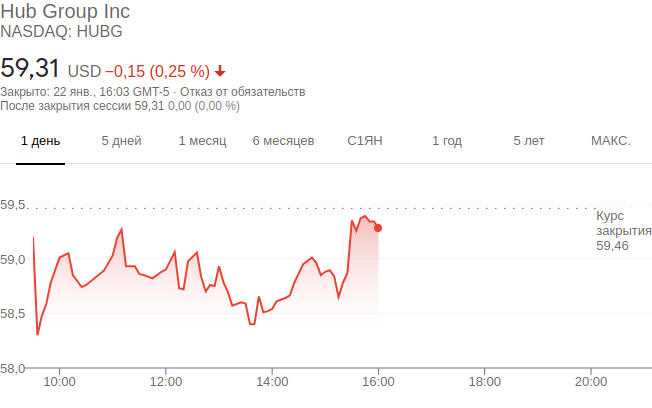 Hub Group Inc
NASDAQ: HUBG
59,31 USD −0,15 (0,25 %)
Закрыто: 22 янв., 16:03 GMT-5 · Отказ от обязательств
После закрытия сессии 59,31 0,00 (0,00 %)
1 день 5 дней 1 месяц 6 месяцев С1ЯН 1 год 5 лет МАКС.
59,5
Курс
закрытия
59,46
59,0
58,5
58,0
10:00 12:00 14:00 16:00 18:00 20:00